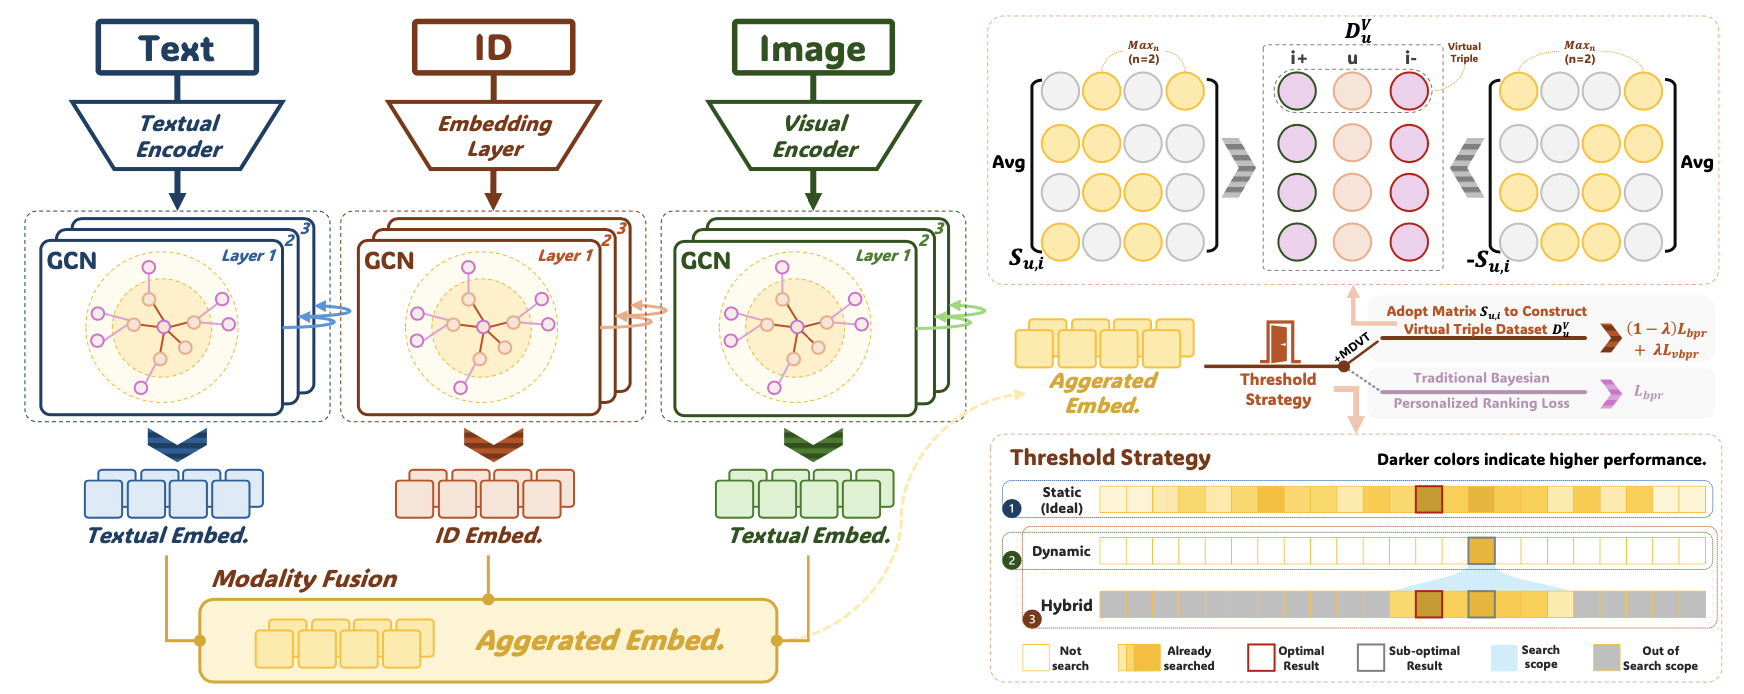 Text
ID
Image
Textual
Encoder
Embedding
Layer
Visual
Encoder
GCN
Layer 1
2
3
GCN
Layer 1
2
3
GCN
Layer 1
2
3
Textual Embed.
ID Embed.
Textual Embed.
Modality Fusion
Aggerated Embed.
Avg
Max_n
(n=2)
S_{u,i}
D_u^V
i+ u i-
Virtual
Triple
Max_n
(n=2)
Avg
-S_{u,i}
Aggerated
Embed.
Threshold
Strategy
+MDVT
Adopt Matrix S_{u,i} to Construct
Virtual Triple Dataset D_u^V
(1 − λ)L_{bpr}
+ λL_{vbpr}
Traditional Bayesian
Personalized Ranking Loss
L_{bpr}
Threshold Strategy
Darker colors indicate higher performance.
1
Static
(Ideal)
2
Dynamic
3
Hybrid
Not
search
Already
searched
Optimal
Result
Sub-optimal
Result
Search
scope
Out of
Search scope